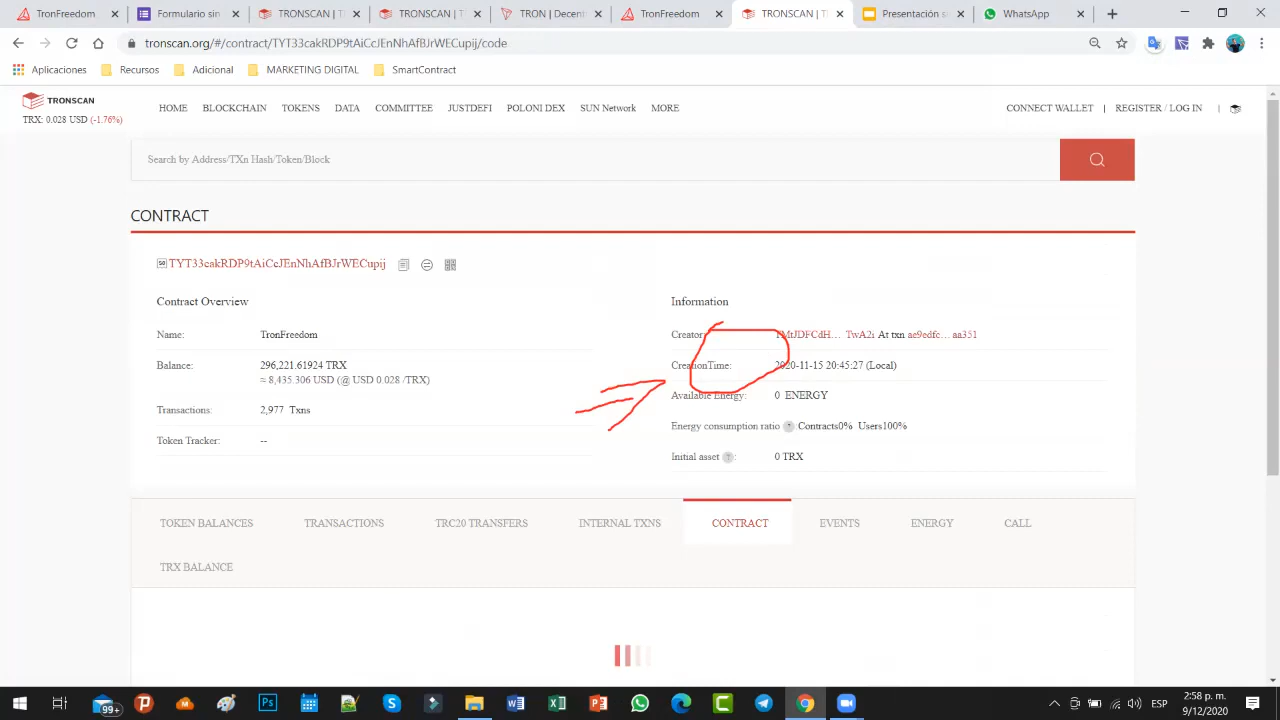 TRONSCAN | T
TRONSCAN | T
TRON | Decent
TronFreedom
TRONSCAN | T
Presentación s
WhatsApp
tronscan.org/#/contract/TYT33cakRDP9tAiCcJEnNhAfBJrWECupij/code
Aplicaciones
Recursos
Adicional
MARKETING DIGITAL
SmartContract
TRONSCAN
TRX: 0.028 USD (-1.76%)
HOME
BLOCKCHAIN
TOKENS
DATA
COMMITTEE
JUSTDEFI
POLONI DEX
SUN Network
MORE
CONNECT WALLET | REGISTER / LOG IN |
Search by Address/TXn Hash/Token/Block
CONTRACT
TYT33cakRDP9tAiCcJEnNhAfBJrWECupij
Contract Overview
Name: TronFreedom
Balance: 296,221.61924 TRX
≈ 8,435.306 USD (@ USD 0.028 /TRX)
Transactions: 2,977 Txns
Token Tracker: --
Information
Creator: TMtJDFCdH... TwA2i At txn ae9edfc... aa351
CreationTime: 2020-11-15 20:45:27 (Local)
Available Energy: 0 ENERGY
Energy consumption ratio ? :Contracts0% Users100%
Initial asset ? : 0 TRX
TOKEN BALANCES
TRANSACTIONS
TRC20 TRANSFERS
INTERNAL TXNS
CONTRACT
EVENTS
ENERGY
CALL
TRX BALANCE
99+
ESP
2:58 p. m.
9/12/2020